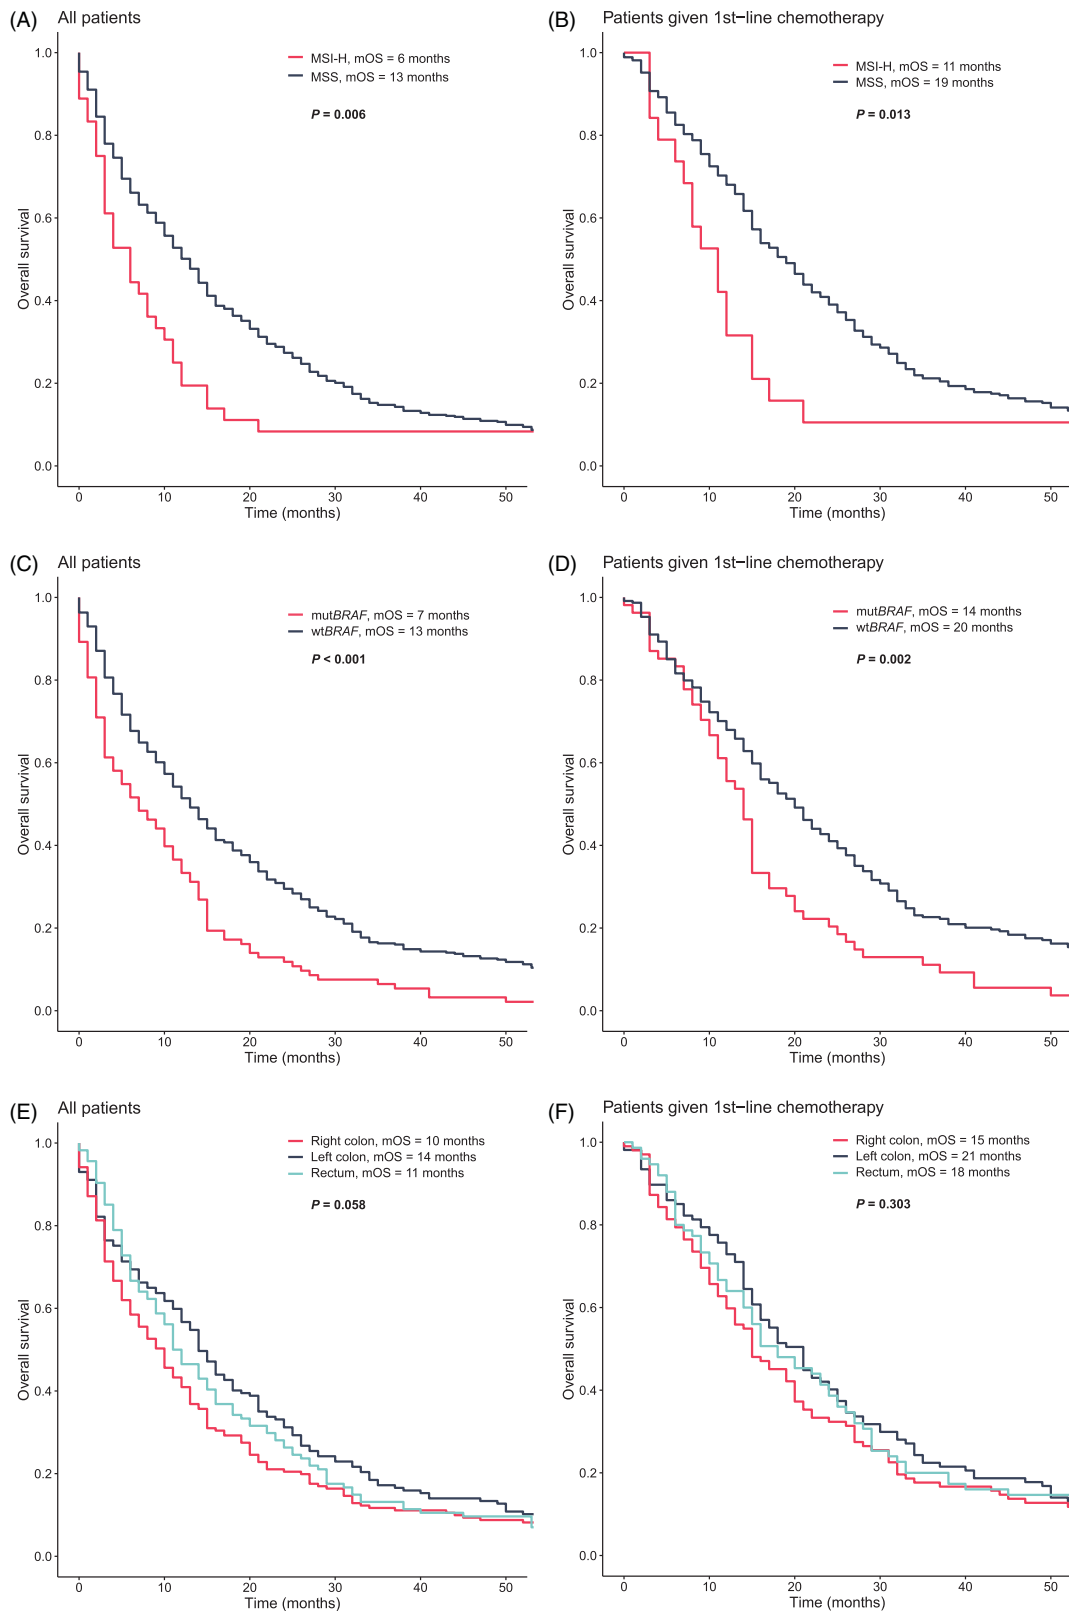 (A) All patients
MSI-H, mOS = 6 months
MSS, mOS = 13 months
P = 0.006
Overall survival
1.0
0.8
0.6
0.4
0.2
0.0
0 10 20 30 40 50
Time (months)
(B) Patients given 1st−line chemotherapy
MSI-H, mOS = 11 months
MSS, mOS = 19 months
P = 0.013
Overall survival
1.0
0.8
0.6
0.4
0.2
0.0
0 10 20 30 40 50
Time (months)
(C) All patients
mutBRAF, mOS = 7 months
wtBRAF, mOS = 13 months
P < 0.001
Overall survival
1.0
0.8
0.6
0.4
0.2
0.0
0 10 20 30 40 50
Time (months)
(D) Patients given 1st−line chemotherapy
mutBRAF, mOS = 14 months
wtBRAF, mOS = 20 months
P = 0.002
Overall survival
1.0
0.8
0.6
0.4
0.2
0.0
0 10 20 30 40 50
Time (months)
(E) All patients
Right colon, mOS = 10 months
Left colon, mOS = 14 months
Rectum, mOS = 11 months
P = 0.058
Overall survival
1.0
0.8
0.6
0.4
0.2
0.0
0 10 20 30 40 50
Time (months)
(F) Patients given 1st−line chemotherapy
Right colon, mOS = 15 months
Left colon, mOS = 21 months
Rectum, mOS = 18 months
P = 0.303
Overall survival
1.0
0.8
0.6
0.4
0.2
0.0
0 10 20 30 40 50
Time (months)